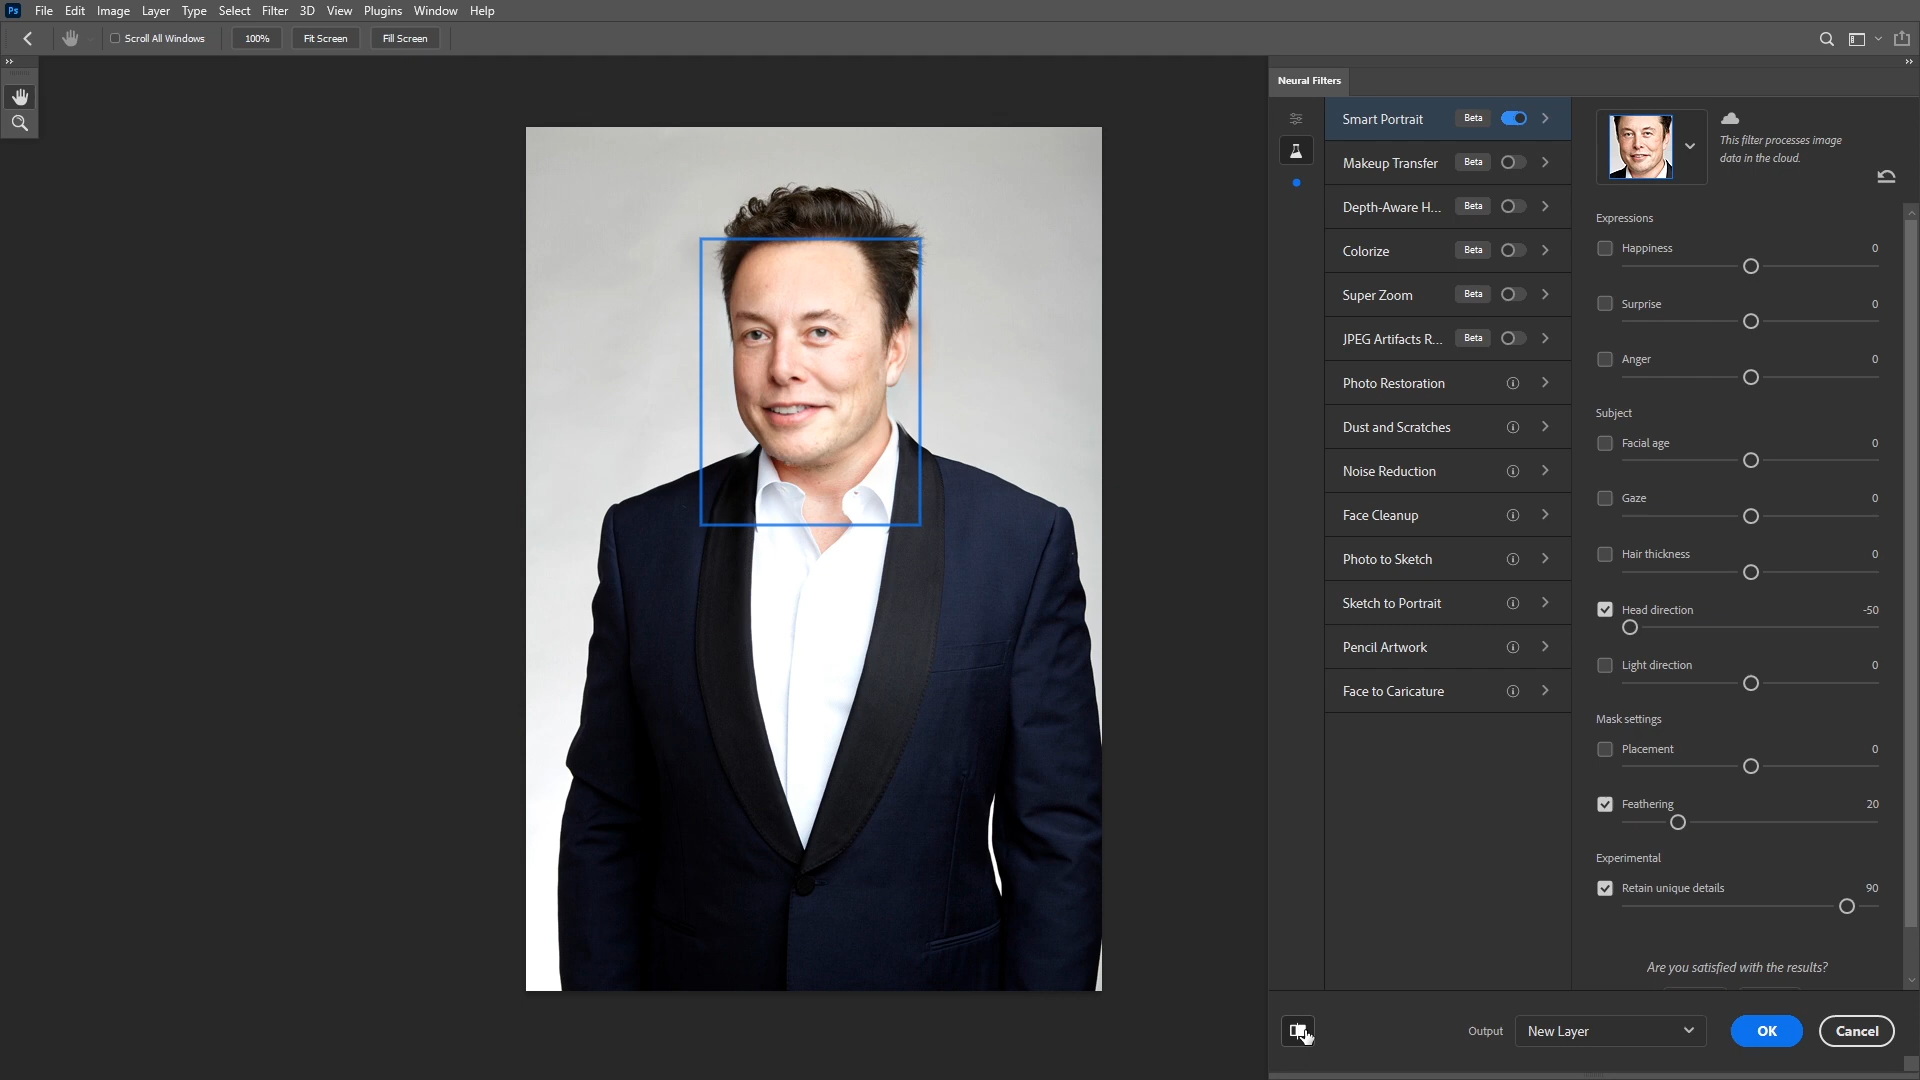 Ps File Edit Image Layer Type Select Filter 3D View Plugins Window Help
Scroll All Windows 100% Fit Screen Fill Screen
Neural Filters
Smart Portrait Beta
Makeup Transfer Beta
Depth-Aware H... Beta
Colorize Beta
Super Zoom Beta
JPEG Artifacts R... Beta
Photo Restoration
Dust and Scratches
Noise Reduction
Face Cleanup
Photo to Sketch
Sketch to Portrait
Pencil Artwork
Face to Caricature
This filter processes image
data in the cloud.
Expressions
Happiness 0
Surprise 0
Anger 0
Subject
Facial age 0
Gaze 0
Hair thickness 0
Head direction -50
Light direction 0
Mask settings
Placement 0
Feathering 20
Experimental
Retain unique details 90
Are you satisfied with the results?
Output New Layer OK Cancel